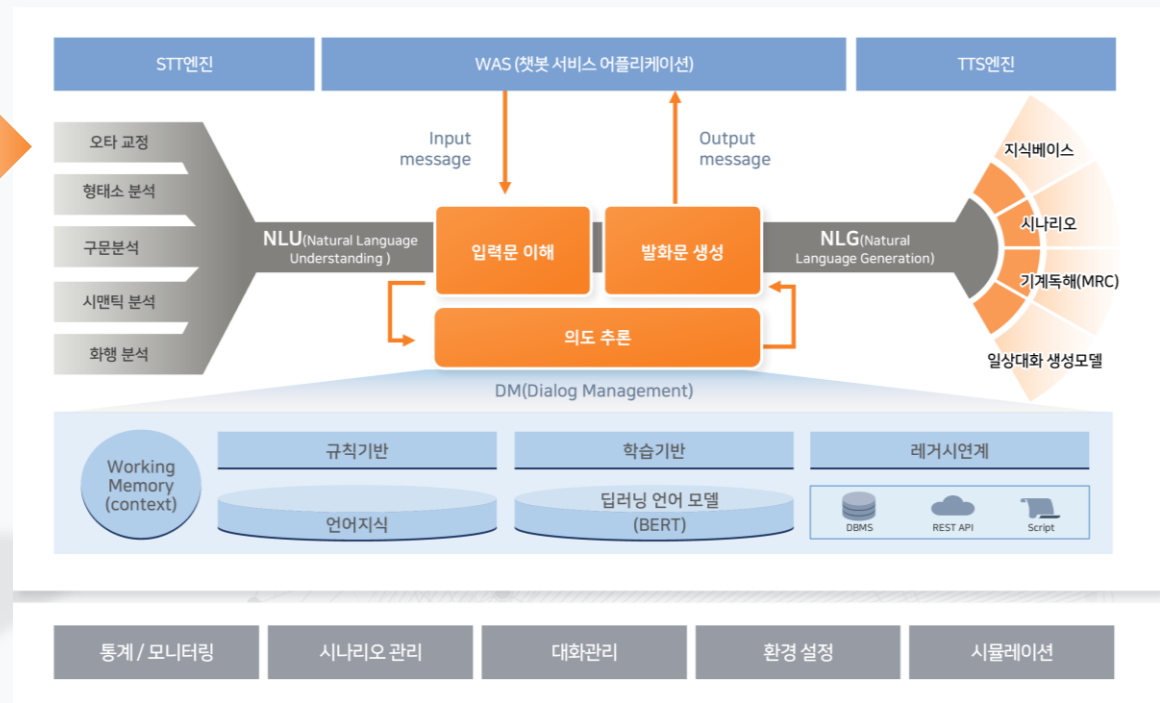 STT엔진
WAS (챗봇 서비스 어플리케이션)
TTS엔진
오타 교정
형태소 분석
구문분석
시맨틱 분석
화행 분석
Input
message
Output
message
NLU(Natural Language
Understanding )
입력문 이해
발화문 생성
NLG(Natural
Language Generation)
지식베이스
시나리오
기계독해(MRC)
일상대화 생성모델
의도 추론
DM(Dialog Management)
Working
Memory
(context)
규칙기반
언어지식
학습기반
딥러닝 언어 모델
(BERT)
레거시연계
DBMS
REST API
Script
통계 / 모니터링
시나리오 관리
대화관리
환경 설정
시뮬레이션